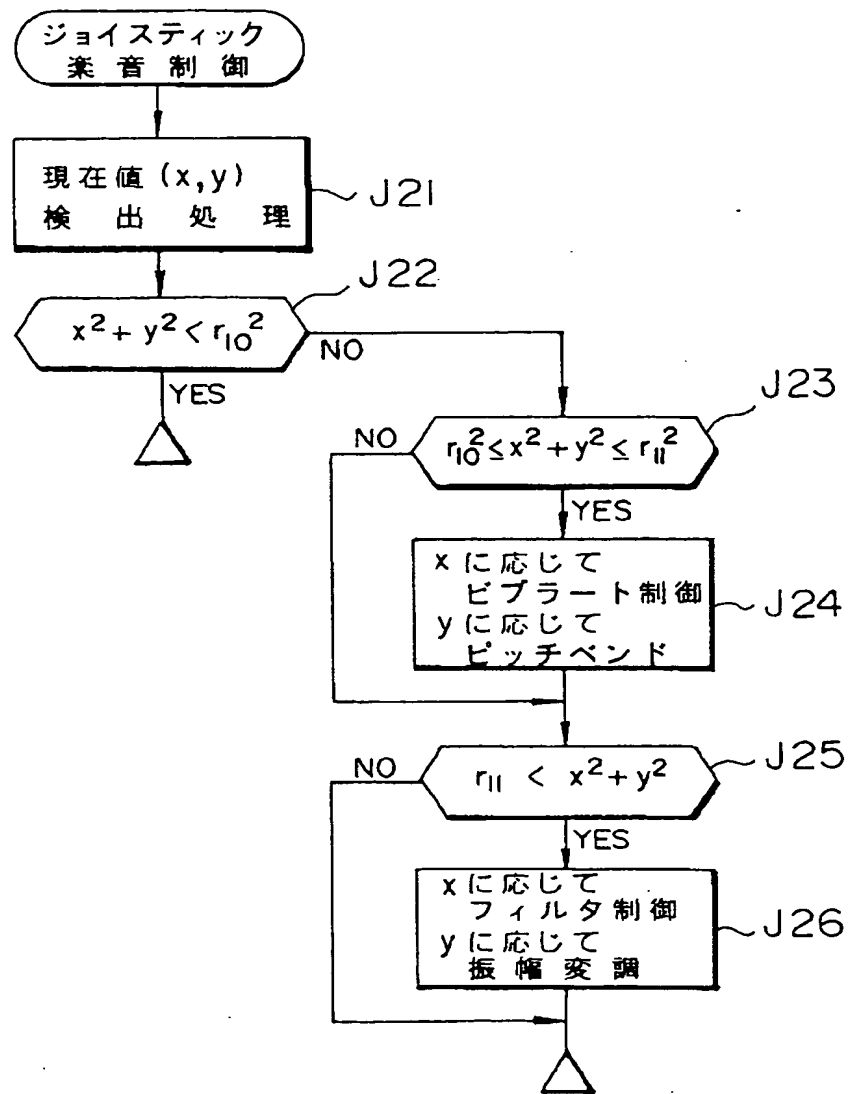 ジョイスティック
楽音制御
現在値(x,y)
検出処理
J21
J22
x² + y² < r₁₀²
NO
YES
J23
NO
r₁₀² ≤ x² + y² ≤ r₁₁²
YES
xに応じて
ビブラート制御
yに応じて
ピッチベンド
J24
J25
NO
r₁₁ < x² + y²
YES
xに応じて
フィルタ制御
yに応じて
振幅変調
J26